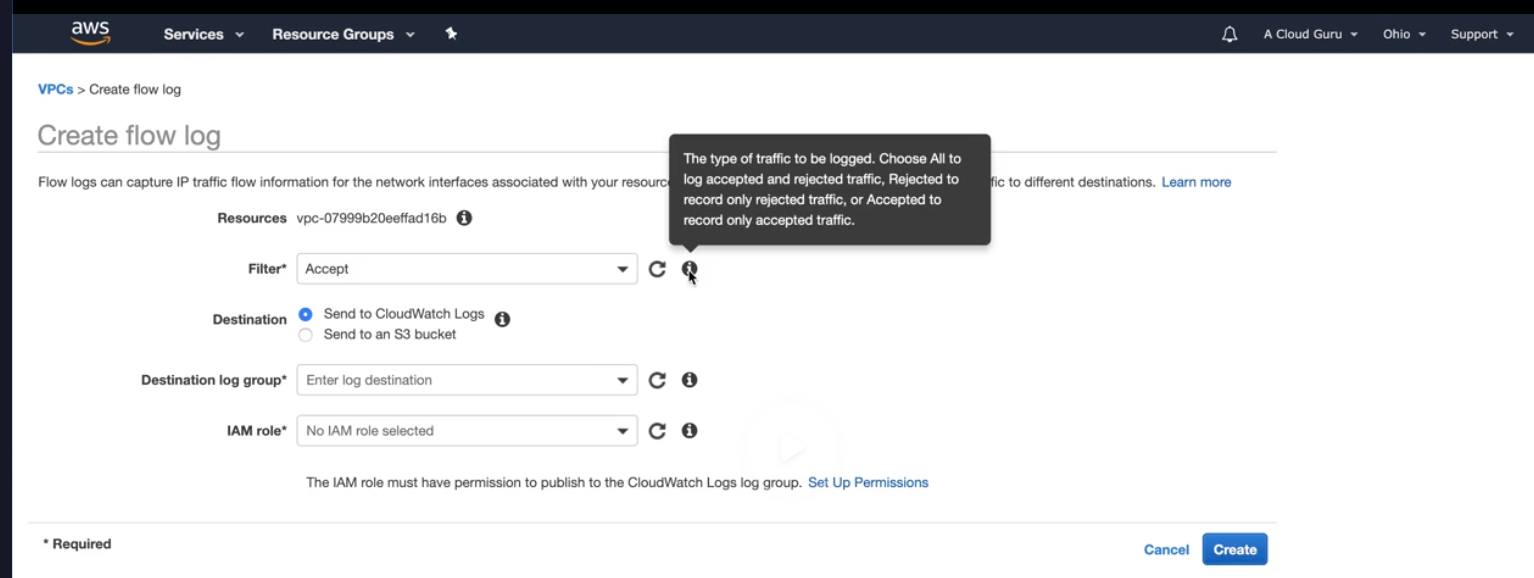 aws Services Resource Groups A Cloud Guru Ohio Support
VPCs > Create flow log
Create flow log
The type of traffic to be logged. Choose All to
log accepted and rejected traffic, Rejected to
record only rejected traffic, or Accepted to
record only accepted traffic.
Flow logs can capture IP traffic flow information for the network interfaces associated with your resourc fic to different destinations. Learn more
Resources vpc-07999b20eeffad16b
Filter* Accept
Destination Send to CloudWatch Logs
Send to an S3 bucket
Destination log group* Enter log destination
IAM role* No IAM role selected
The IAM role must have permission to publish to the CloudWatch Logs log group. Set Up Permissions
* Required Cancel Create